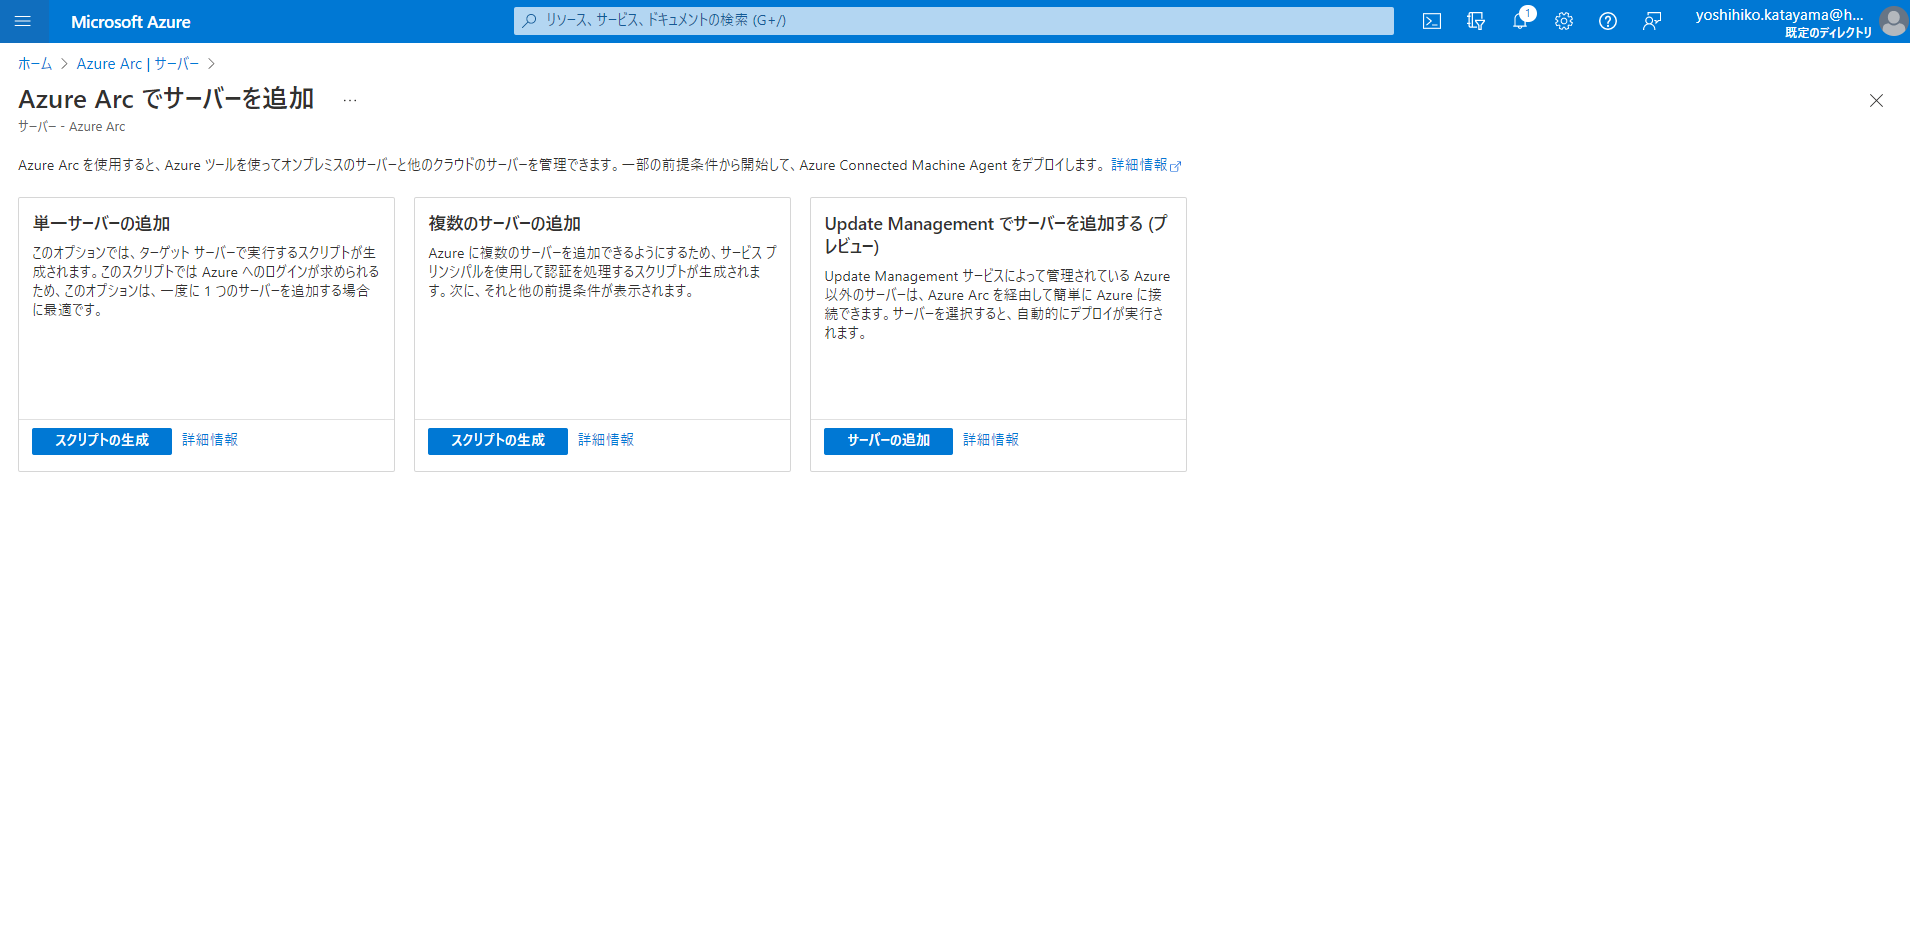 Microsoft Azure
リソース、サービス、ドキュメントの検索 (G+/)
1
yoshihiko.katayama@h...
既定のディレクトリ
ホーム > Azure Arc | サーバー >
Azure Arc でサーバーを追加 ...
サーバー - Azure Arc
Azure Arc を使用すると、Azure ツールを使ってオンプレミスのサーバーと他のクラウドのサーバーを管理できます。一部の前提条件から開始して、Azure Connected Machine Agent をデプロイします。 詳細情報
単一サーバーの追加
このオプションでは、ターゲット サーバーで実行するスクリプトが生
成されます。このスクリプトでは Azure へのログインが求められる
ため、このオプションは、一度に 1 つのサーバーを追加する場合
に最適です。
スクリプトの生成 詳細情報
複数のサーバーの追加
Azure に複数のサーバーを追加できるようにするため、サービス プ
リンシパルを使用して認証を処理するスクリプトが生成されま
す。次に、それと他の前提条件が表示されます。
スクリプトの生成 詳細情報
Update Management でサーバーを追加する (プ
レビュー)
Update Management サービスによって管理されている Azure
以外のサーバーは、Azure Arc を経由して簡単に Azure に接
続できます。サーバーを選択すると、自動的にデプロイが実行さ
れます。
サーバーの追加 詳細情報